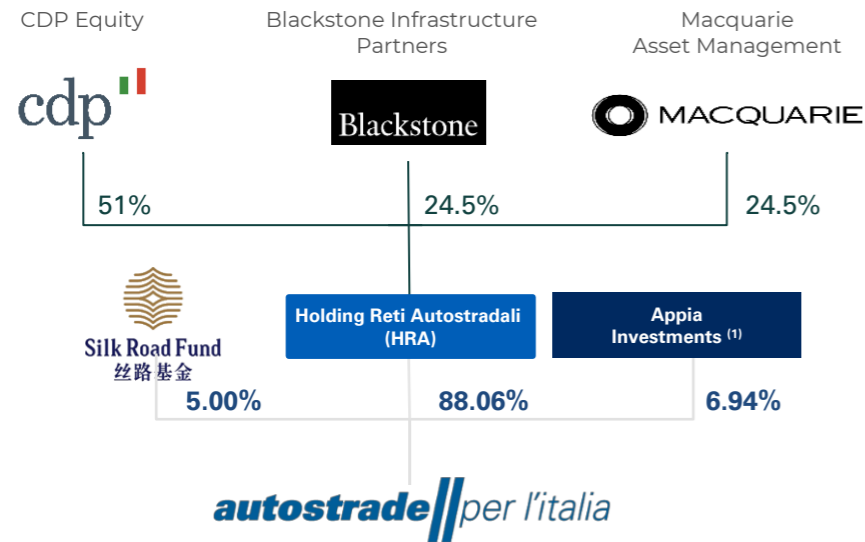 CDP Equity
Blackstone Infrastructure
Partners
Macquarie
Asset Management
cdp
Blackstone
MACQUARIE
51%
24.5%
24.5%
Silk Road Fund
丝路基金
Holding Reti Autostradali
(HRA)
Appia
Investments (1)
5.00%
88.06%
6.94%
autostrade//per l'italia